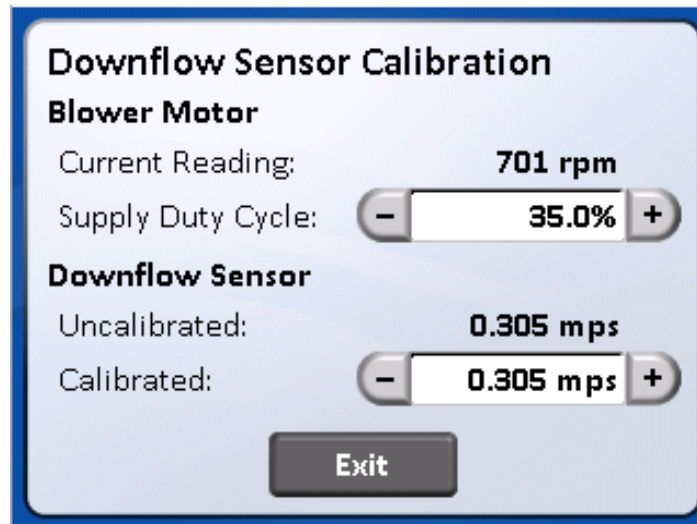 Downflow Sensor Calibration
Blower Motor
Current Reading: 701 rpm
Supply Duty Cycle: - 35.0% +
Downflow Sensor
Uncalibrated: 0.305 mps
Calibrated: - 0.305 mps +
Exit